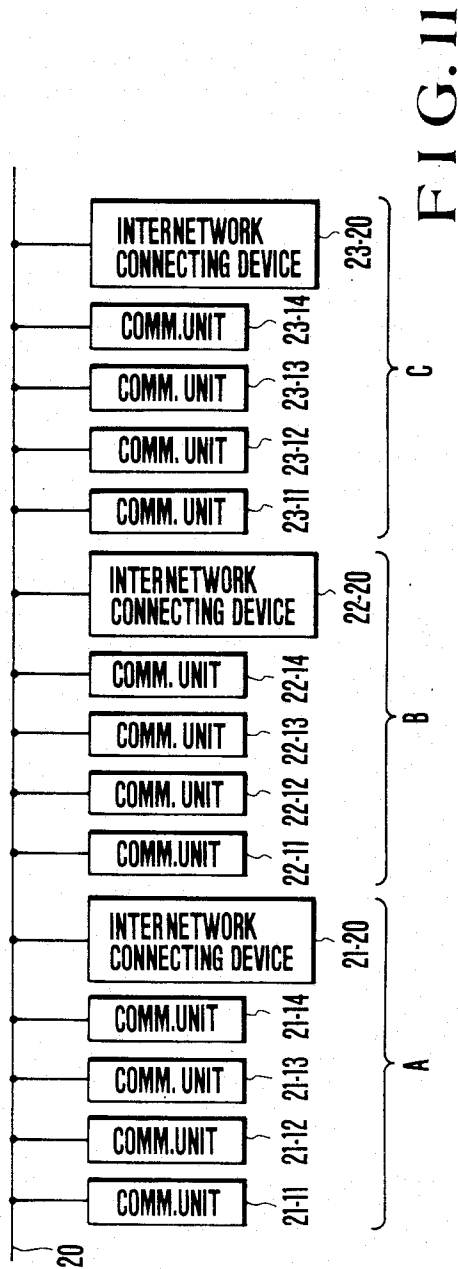 20
COMM.UNIT
21-11
COMM.UNIT
21-12
COMM. UNIT
21-13
COMM.UNIT
21-14
INTERNETWORK
CONNECTING DEVICE
21-20
A
COMM.UNIT
22-11
COMM. UNIT
22-12
COMM. UNIT
22-13
COMM. UNIT
22-14
INTERNETWORK
CONNECTING DEVICE
22-20
B
COMM. UNIT
23-11
COMM. UNIT
23-12
COMM. UNIT
23-13
COMM.UNIT
23-14
INTERNETWORK
CONNECTING DEVICE
23-20
C
FIG.11